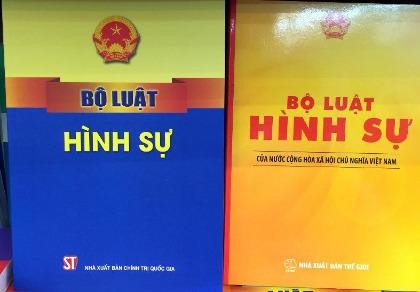 BỘ LUẬT
HÌNH SỰ
ST
NHÀ XUẤT BẢN CHÍNH TRỊ QUỐC GIA
BỘ LUẬT
HÌNH SỰ
CỦA NƯỚC CỘNG HÒA XÃ HỘI CHỦ NGHĨA VIỆT NAM
NHÀ XUẤT BẢN THẾ GIỚI